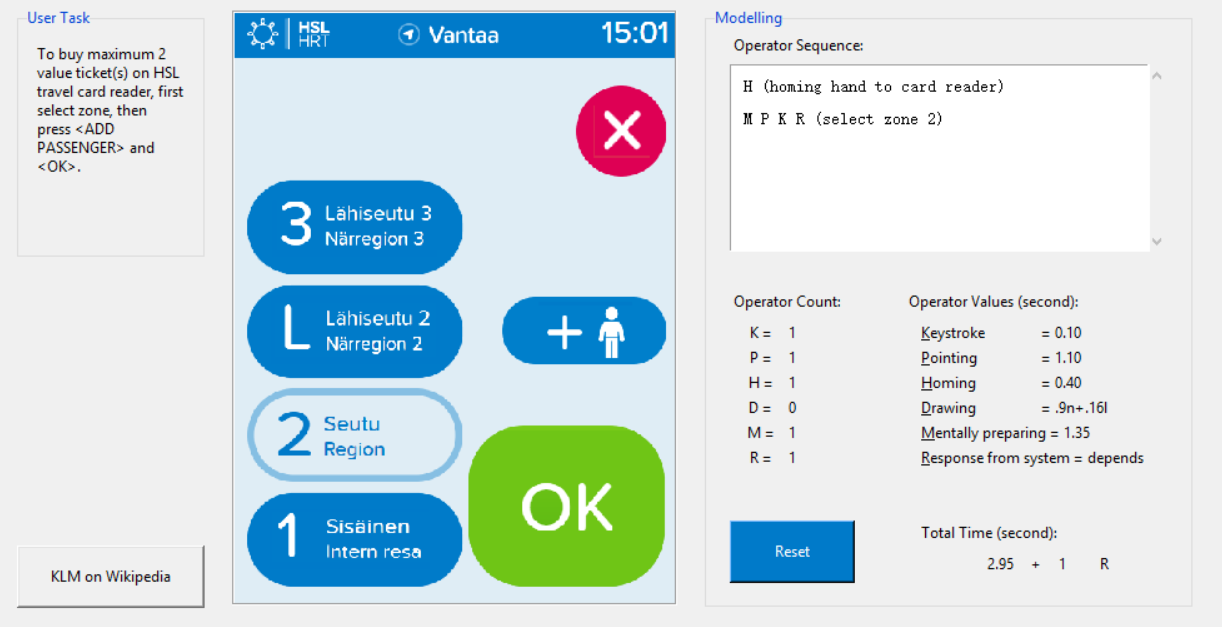 User Task
To buy maximum 2
value ticket(s) on HSL
travel card reader, first
select zone, then
press <ADD
PASSENGER> and
<OK>.
KLM on Wikipedia
HSL
HRT
Vantaa
15:01
3 Lähiseutu 3
Närregion 3
L Lähiseutu 2
Närregion 2
2 Seutu
Region
1 Sisäinen
Intern resa
OK
Modelling
Operator Sequence:
H (homing hand to card reader)
M P K R (select zone 2)
Operator Count:
K = 1
P = 1
H = 1
D = 0
M = 1
R = 1
Operator Values (second):
Keystroke = 0.10
Pointing = 1.10
Homing = 0.40
Drawing = .9n+.16l
Mentally preparing = 1.35
Response from system = depends
Reset
Total Time (second):
2.95 + 1 R